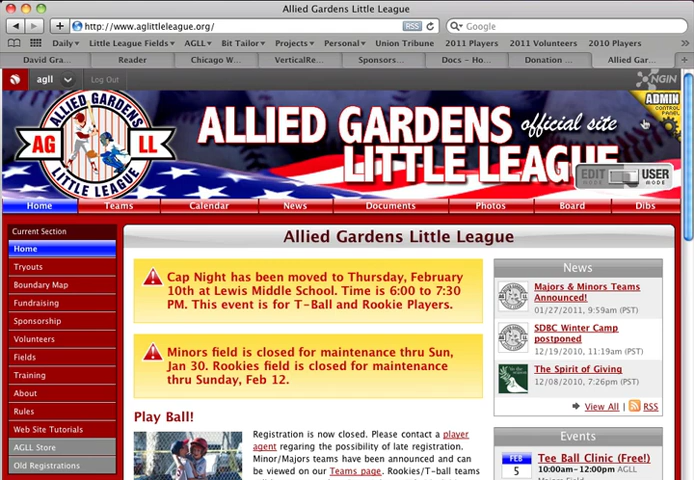 Allied Gardens Little League
http://www.aglittleleague.org/
RSS
Google
Daily
Little League Fields
AGLL
Bit Tailor
Projects
Personal
Union Tribune
2011 Players
2011 Volunteers
2010 Players
David Gra...
Reader
Chicago W...
VerticalRe...
Sponsors...
Docs – Ho...
Donation ...
Allied Gar...
agll
Log Out
NGIN
ALLIED GARDENS
AG
LL
LITTLE LEAGUE
ALLIED GARDENS official site
LITTLE LEAGUE
ADMIN
CONTROL
PANEL
EDIT
MODE
USER
MODE
Home
Teams
Calendar
News
Documents
Photos
Board
Dibs
Current Section
Home
Tryouts
Boundary Map
Fundraising
Sponsorship
Volunteers
Fields
Training
About
Rules
Web Site Tutorials
AGLL Store
Old Registrations
Allied Gardens Little League
Cap Night has been moved to Thursday, February
10th at Lewis Middle School. Time is 6:00 to 7:30
PM. This event is for T-Ball and Rookie Players.
Minors field is closed for maintenance thru Sun,
Jan 30. Rookies field is closed for maintenance
thru Sunday, Feb 12.
Play Ball!
Registration is now closed. Please contact a player
agent regaring the possibility of late registration.
Minor/Majors teams have been announced and can
be viewed on our Teams page. Rookies/T-ball teams
News
Majors & Minors Teams
Announced!
01/27/2011, 9:59am (PST)
SDBC Winter Camp
postponed
12/19/2010, 11:19am (PST)
The Spirit of Giving
12/08/2010, 7:26pm (PST)
View All | RSS
Events
FEB
5
Tee Ball Clinic (Free!)
10:00am-12:00pm AGLL